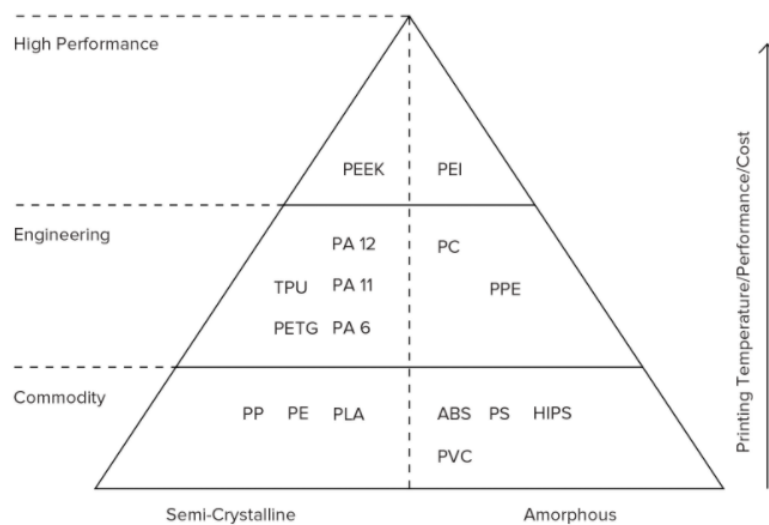 High Performance
PEEK PEI
Engineering
PA 12 PC
TPU PA 11 PPE
PETG PA 6
Commodity
PP PE PLA ABS PS HIPS
PVC
Semi-Crystalline Amorphous
Printing Temperature/Performance/Cost